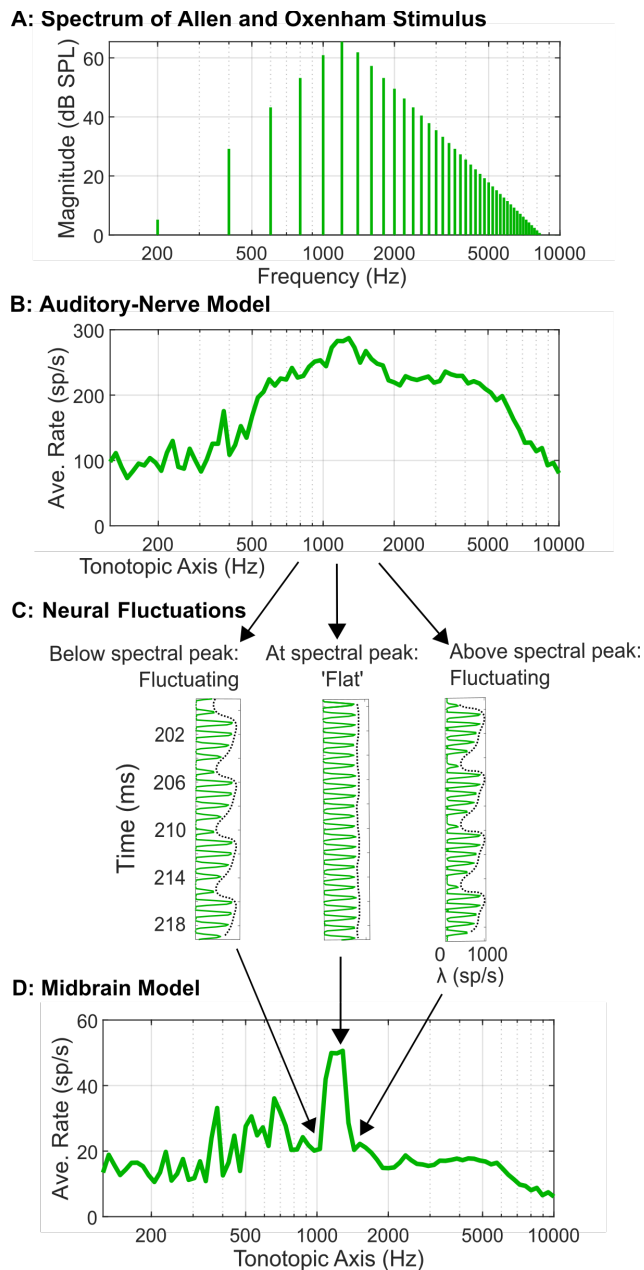 A: Spectrum of Allen and Oxenham Stimulus
Magnitude (dB SPL)
60
40
20
0
200 500 1000 2000 5000 10000
Frequency (Hz)
B: Auditory-Nerve Model
Ave. Rate (sp/s)
300
200
100
0
200 500 1000 2000 5000 10000
Tonotopic Axis (Hz)
C: Neural Fluctuations
Below spectral peak: At spectral peak: Above spectral peak:
Fluctuating 'Flat' Fluctuating
Time (ms)
202
206
210
214
218
0 1000
λ (sp/s)
D: Midbrain Model
Ave. Rate (sp/s)
60
40
20
0
200 500 1000 2000 5000 10000
Tonotopic Axis (Hz)